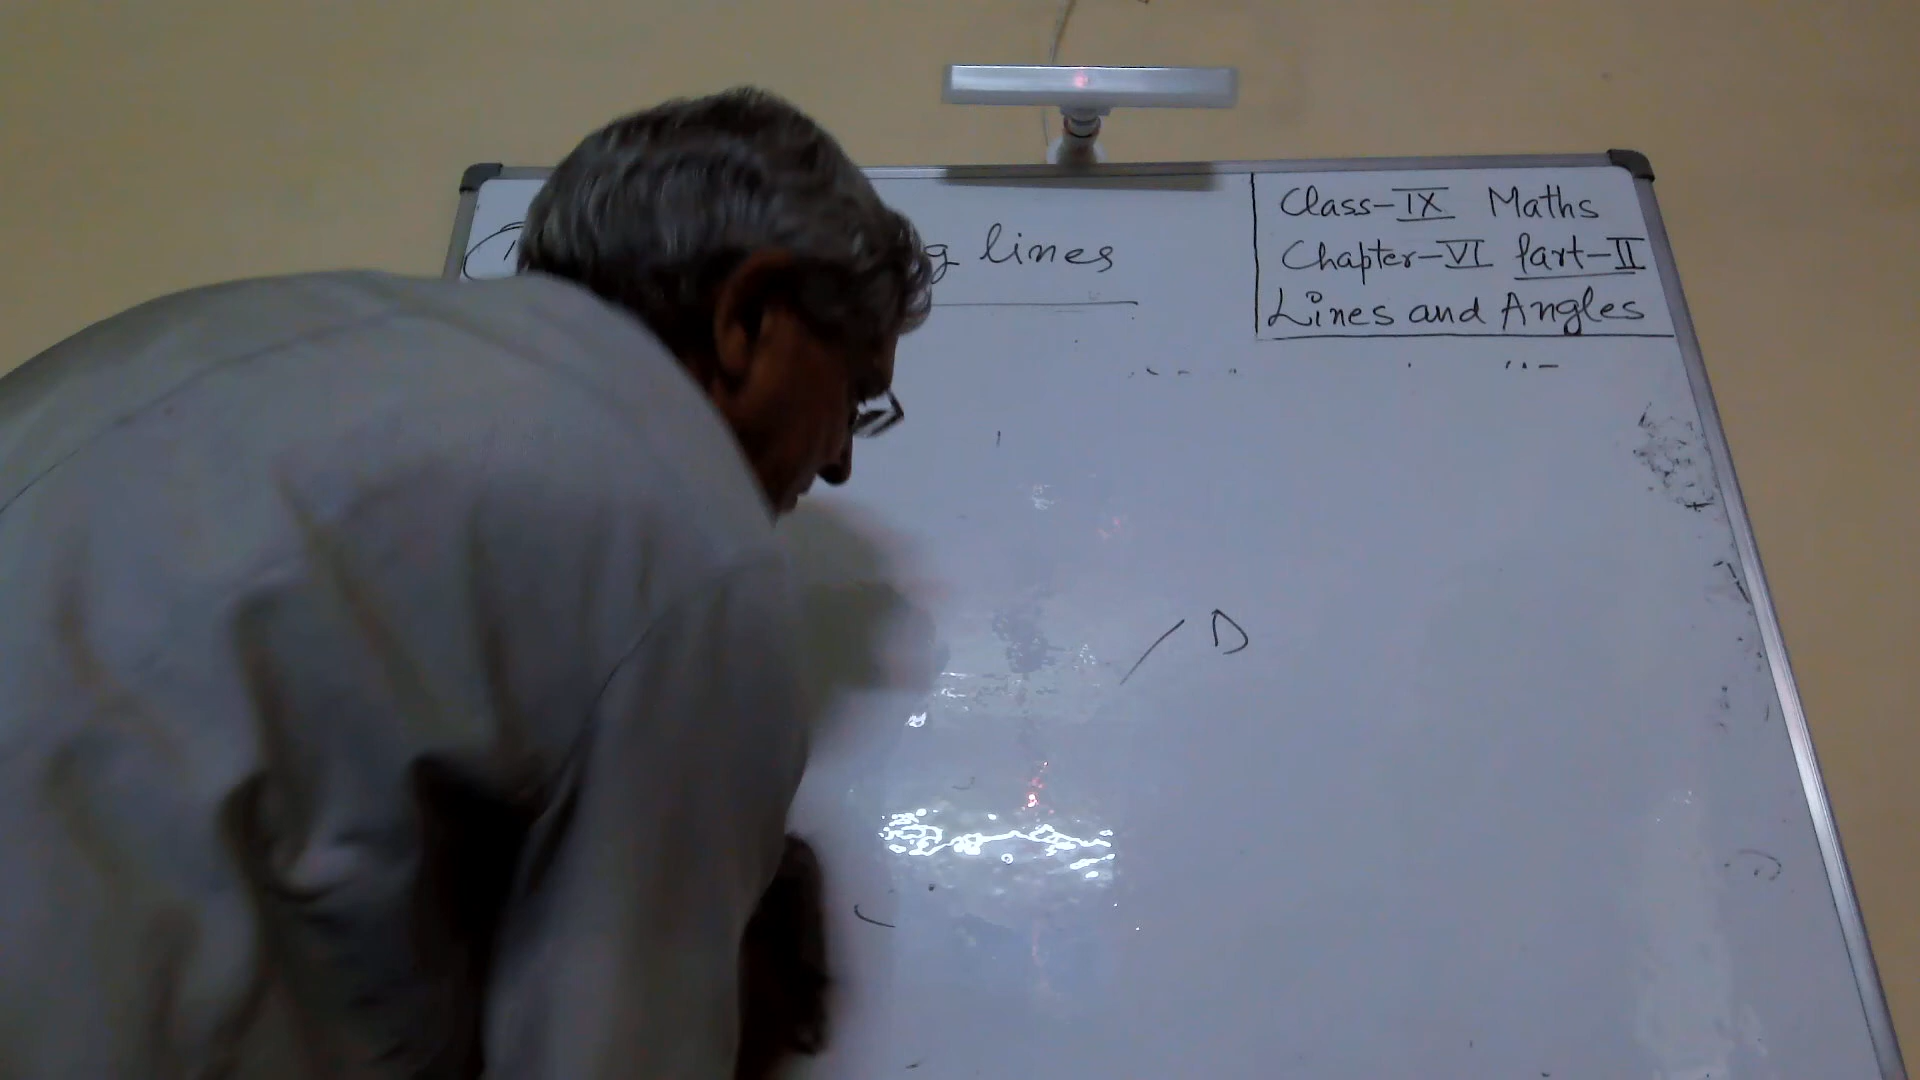 lines
Class-IX Maths
Chapter-VI Part-II
Lines and Angles
D